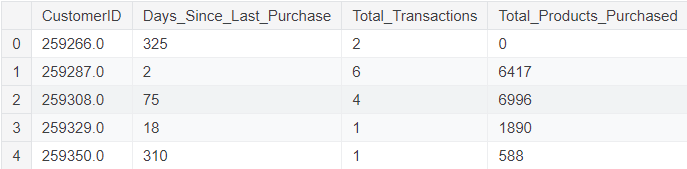 CustomerID Days_Since_Last_Purchase Total_Transactions Total_Products_Purchased
0 259266.0 325 2 0
1 259287.0 2 6 6417
2 259308.0 75 4 6996
3 259329.0 18 1 1890
4 259350.0 310 1 588